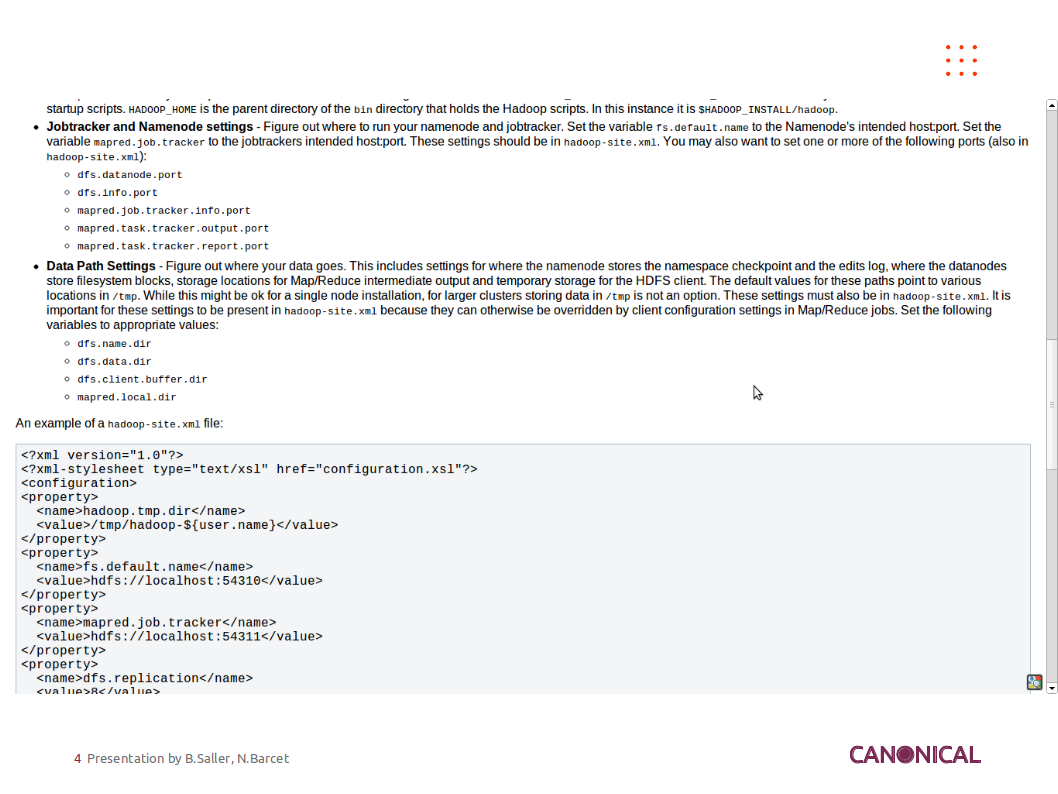 startup scripts. HADOOP_HOME is the parent directory of the bin directory that holds the Hadoop scripts. In this instance it is $HADOOP_INSTALL/hadoop.
• Jobtracker and Namenode settings - Figure out where to run your namenode and jobtracker. Set the variable fs.default.name to the Namenode's intended host:port. Set the
variable mapred.job.tracker to the jobtrackers intended host:port. These settings should be in hadoop-site.xml. You may also want to set one or more of the following ports (also in
hadoop-site.xml):
◦ dfs.datanode.port
◦ dfs.info.port
◦ mapred.job.tracker.info.port
◦ mapred.task.tracker.output.port
◦ mapred.task.tracker.report.port
• Data Path Settings - Figure out where your data goes. This includes settings for where the namenode stores the namespace checkpoint and the edits log, where the datanodes
store filesystem blocks, storage locations for Map/Reduce intermediate output and temporary storage for the HDFS client. The default values for these paths point to various
locations in /tmp. While this might be ok for a single node installation, for larger clusters storing data in /tmp is not an option. These settings must also be in hadoop-site.xml. It is
important for these settings to be present in hadoop-site.xml because they can otherwise be overridden by client configuration settings in Map/Reduce jobs. Set the following
variables to appropriate values:
◦ dfs.name.dir
◦ dfs.data.dir
◦ dfs.client.buffer.dir
◦ mapred.local.dir
An example of a hadoop-site.xml file:
<?xml version="1.0"?>
<?xml-stylesheet type="text/xsl" href="configuration.xsl"?>
<configuration>
<property>
<name>hadoop.tmp.dir</name>
<value>/tmp/hadoop-${user.name}</value>
</property>
<property>
<name>fs.default.name</name>
<value>hdfs://localhost:54310</value>
</property>
<property>
<name>mapred.job.tracker</name>
<value>hdfs://localhost:54311</value>
</property>
<property>
<name>dfs.replication</name>
<value>8</value>
4 Presentation by B.Saller, N.Barcet
CANONICAL